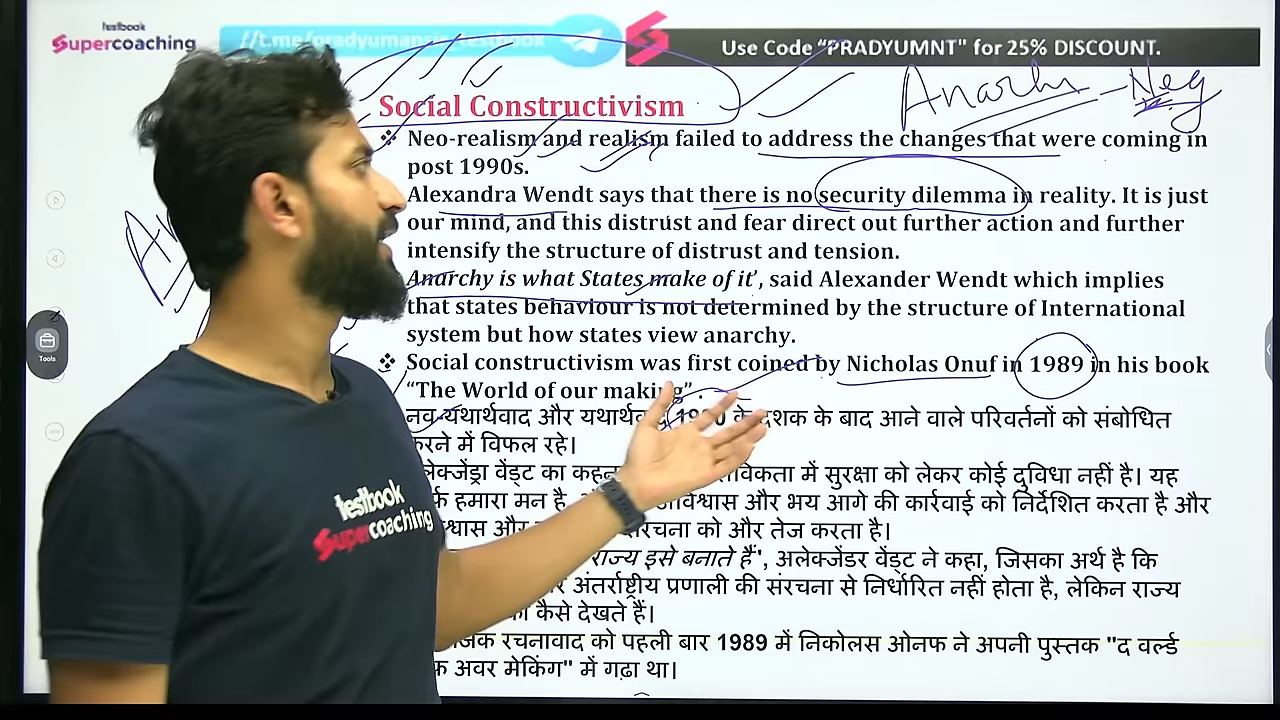 testbook
Supercoaching
//t.me/pradyumansir_testbook
Use Code “PRADYUMNT" for 25% DISCOUNT.
Anarchy - Neg
Social Constructivism
❖ Neo-realism and realism failed to address the changes that were coming in
post 1990s.
Alexandra Wendt says that there is no security dilemma in reality. It is just
our mind, and this distrust and fear direct out further action and further
intensify the structure of distrust and tension.
Anarchy is what States make of it’, said Alexander Wendt which implies
that states behaviour is not determined by the structure of International
system but how states view anarchy.
❖ Social constructivism was first coined by Nicholas Onuf in 1989 in his book
“The World of our making”.
नव-यथार्थवाद और 1990 के दशक के बाद आने वाले परिवर्तनों को संबोधित
करने में विफल रहे।
वेंड्ट का में सुरक्षा को लेकर कोई दुविधा नहीं है। यह
हमारा मन है, और भय आगे की कार्रवाई को निर्देशित करता है और
और को और तेज करता है।
राज्य इसे बनाते हैं', अलेक्जेंडर वेंड्ट ने कहा, जिसका अर्थ है कि
अंतर्राष्ट्रीय प्रणाली की संरचना से निर्धारित नहीं होता है, लेकिन राज्य
कैसे देखते हैं।
रचनावाद को पहली बार 1989 में निकोलस ओनफ ने अपनी पुस्तक "द वर्ल्ड
अवर मेकिंग" में गढ़ा था।
Tools
testbook
Supercoaching